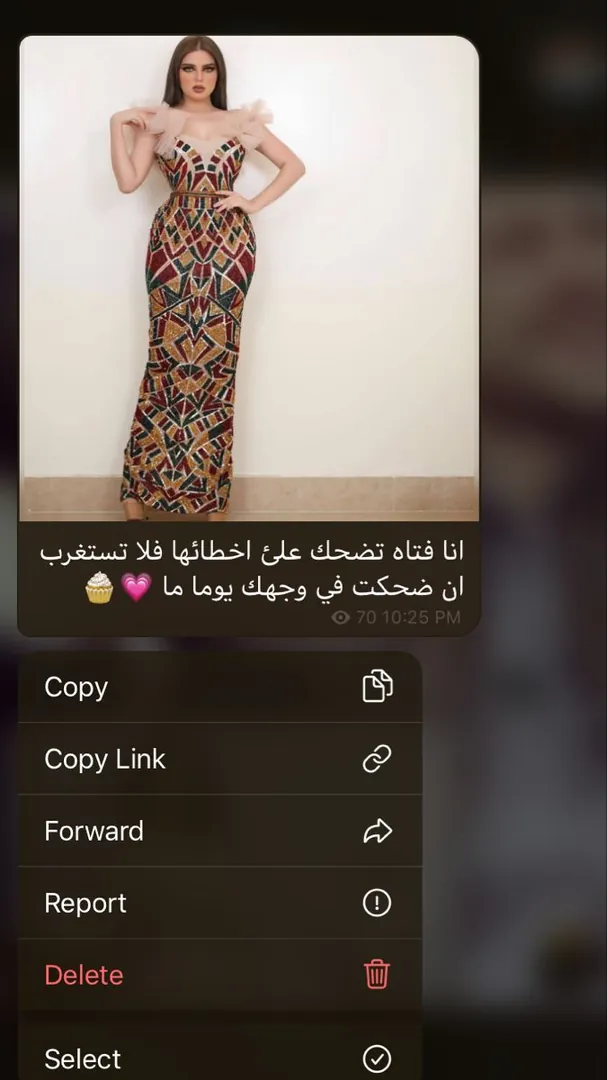 انا فتاه تضحك علئ اخطائها فلا تستغرب
ان ضحكت في وجهك يوما ما 💗🧁
70 10:25 PM
Copy
Copy Link
Forward
Report
Delete
Select